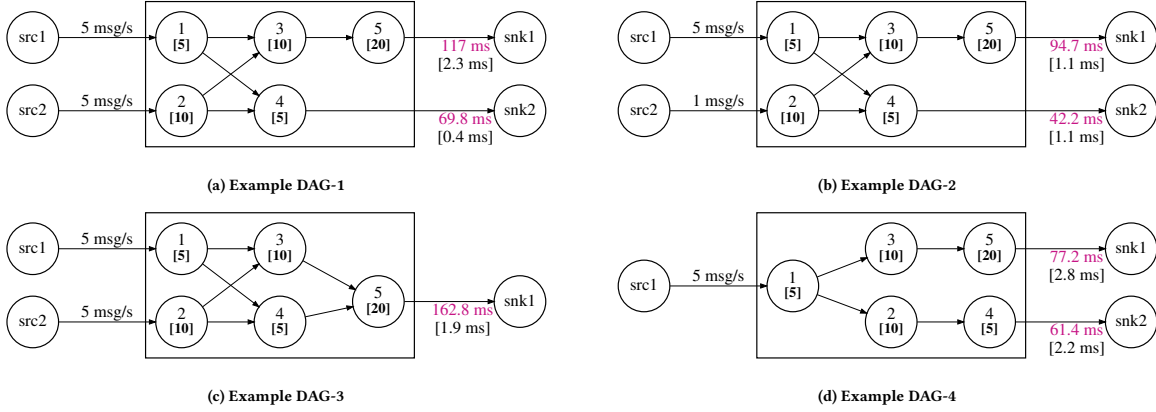 src1
5 msg/s
1
[5]
3
[10]
5
[20]
117 ms
[2.3 ms]
snk1
src2
5 msg/s
2
[10]
4
[5]
69.8 ms
[0.4 ms]
snk2
(a) Example DAG-1
src1
5 msg/s
1
[5]
3
[10]
5
[20]
94.7 ms
[1.1 ms]
snk1
src2
1 msg/s
2
[10]
4
[5]
42.2 ms
[1.1 ms]
snk2
(b) Example DAG-2
src1
5 msg/s
1
[5]
3
[10]
src2
5 msg/s
2
[10]
4
[5]
5
[20]
162.8 ms
[1.9 ms]
snk1
(c) Example DAG-3
src1
5 msg/s
1
[5]
3
[10]
5
[20]
77.2 ms
[2.8 ms]
snk1
2
[10]
4
[5]
61.4 ms
[2.2 ms]
snk2
(d) Example DAG-4